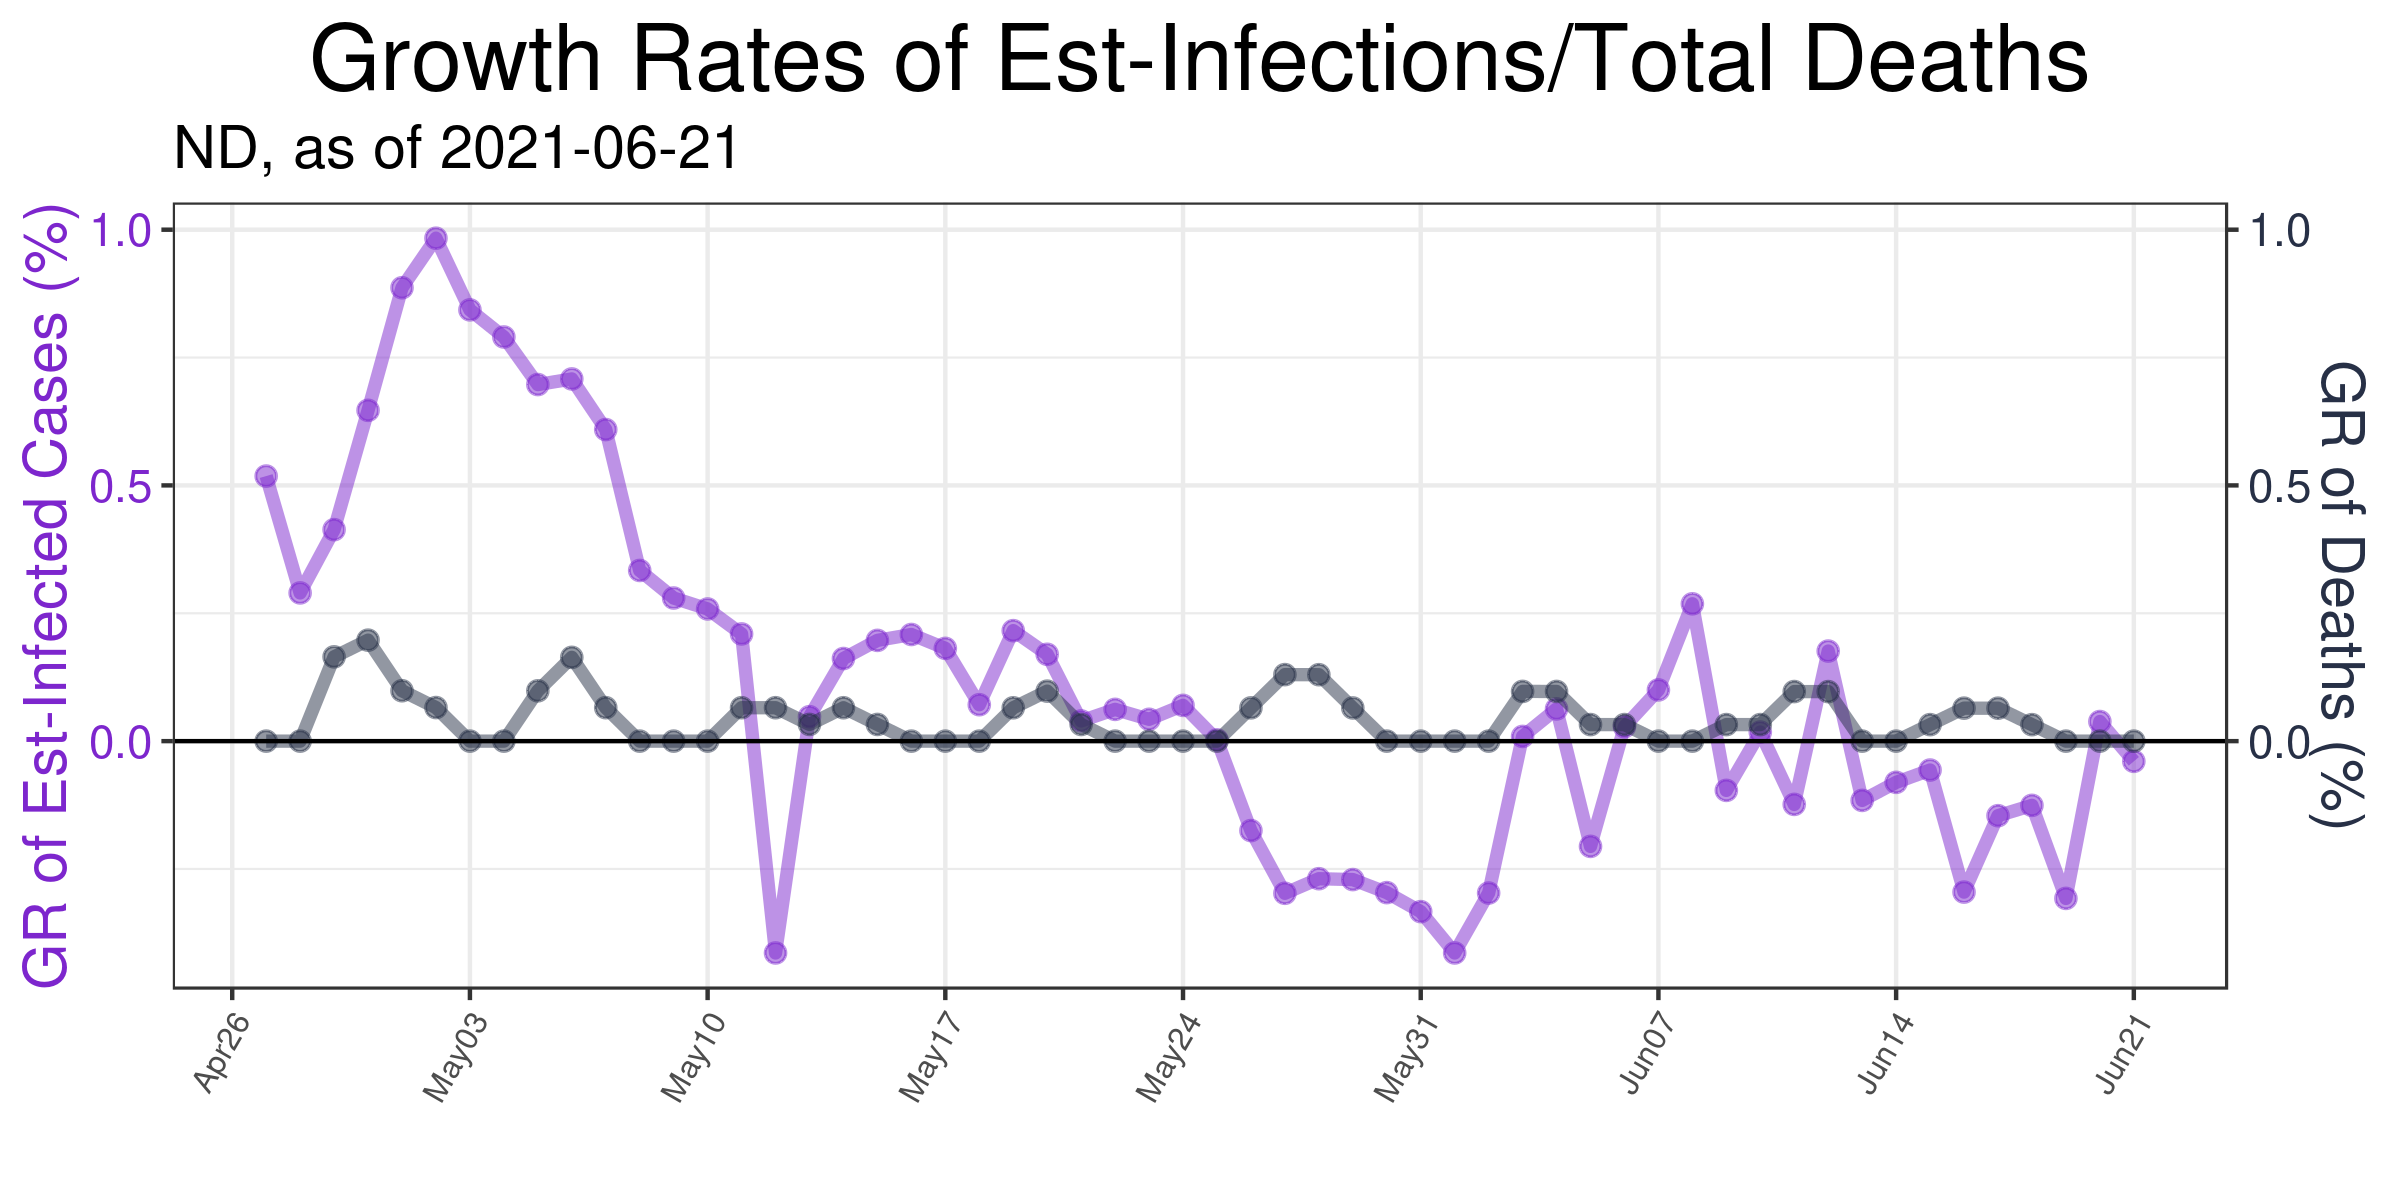 Growth Rates of Est-Infections/Total Deaths
ND, as of 2021-06-21
GR of Est-Infected Cases (%)
1.0
0.5
0.0
1.0
0.5
0.0
GR of Deaths (%)
Apr26
May03
May10
May17
May24
May31
Jun07
Jun14
Jun21